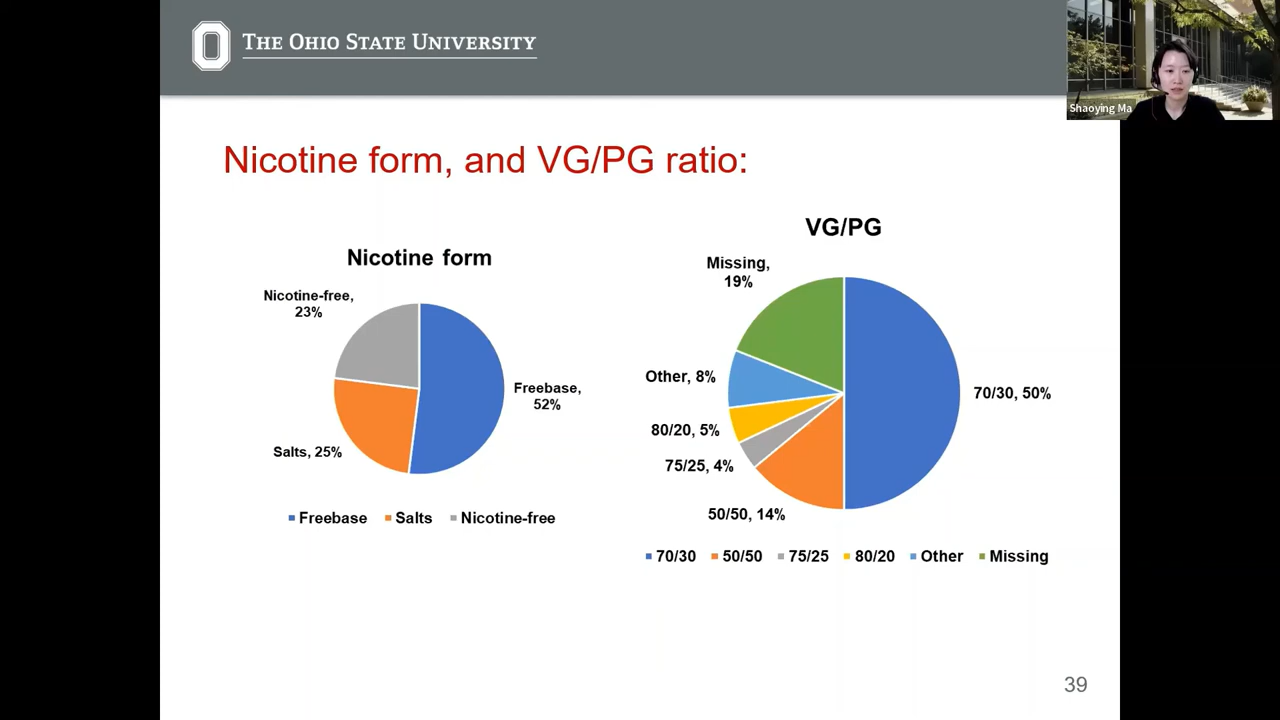 THE OHIO STATE UNIVERSITY
Shaoying Ma
Nicotine form, and VG/PG ratio:
Nicotine form
Nicotine-free,
23%
Freebase,
52%
Salts, 25%
Freebase Salts Nicotine-free
VG/PG
Missing,
19%
Other, 8%
70/30, 50%
80/20, 5%
75/25, 4%
50/50, 14%
70/30 50/50 75/25 80/20 Other Missing
39